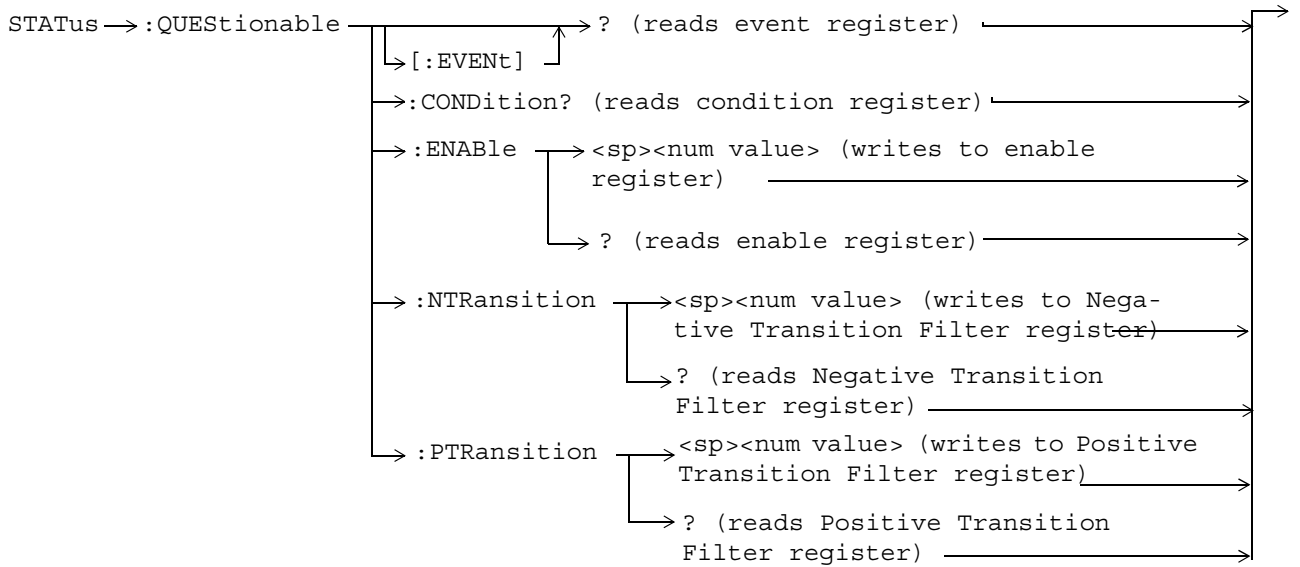 STATus :QUEStionable ? (reads event register)
[:EVENt]
:CONDition? (reads condition register)
:ENABle <sp><num value> (writes to enable
register)
? (reads enable register)
:NTRansition <sp><num value> (writes to Nega-
tive Transition Filter register)
? (reads Negative Transition
Filter register)
:PTRansition <sp><num value> (writes to Positive
Transition Filter register)
? (reads Positive Transition
Filter register)